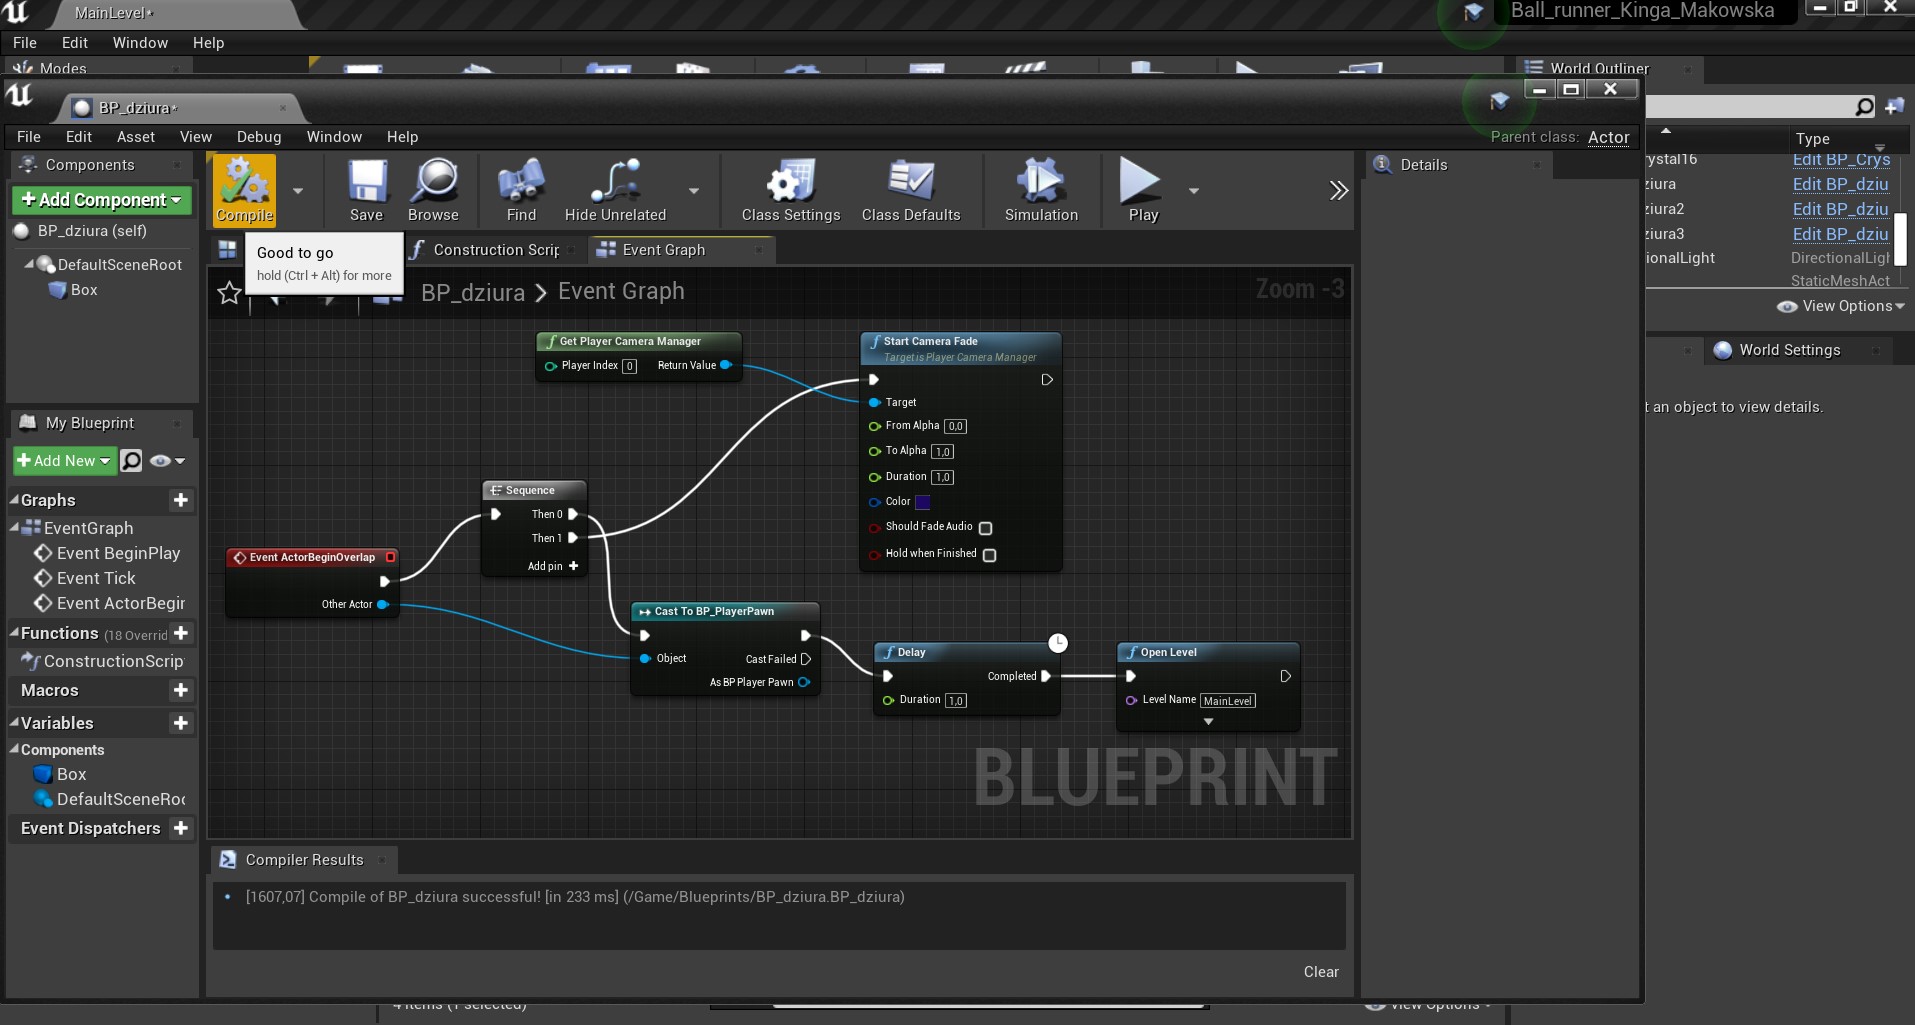 MainLevel*
Ball_runner_Kinga_Makowska
File Edit Window Help
Modes
World Outliner
BP_dziura*
File Edit Asset View Debug Window Help
Parent class: Actor
Type
Components
+Add Component
BP_dziura (self)
DefaultSceneRoot
Box
Compile
Save
Browse
Find
Hide Unrelated
Class Settings
Class Defaults
Simulation
Play
Details
Good to go
hold (Ctrl + Alt) for more
Construction Scrip
Event Graph
BP_dziura > Event Graph
Zoom -3
rystal16 Edit BP_Crys
ziura Edit BP_dziu
ziura2 Edit BP_dziu
ziura3 Edit BP_dziu
ionalLight DirectionalLigh
StaticMeshAct
View Options
World Settings
t an object to view details.
My Blueprint
+Add New
Graphs
EventGraph
Event BeginPlay
Event Tick
Event ActorBegin
Functions (18 Overrid
ConstructionScrip
Macros
Variables
Components
Box
DefaultSceneRoo
Event Dispatchers
Get Player Camera Manager
Player Index 0 Return Value
Start Camera Fade
Target is Player Camera Manager
Target
From Alpha 0,0
To Alpha 1,0
Duration 1,0
Color
Should Fade Audio
Hold when Finished
Sequence
Then 0
Then 1
Add pin +
Event ActorBeginOverlap
Other Actor
Cast To BP_PlayerPawn
Object
Cast Failed
As BP Player Pawn
Delay
Completed
Duration 1,0
Open Level
Level Name MainLevel
BLUEPRINT
Compiler Results
[1607,07] Compile of BP_dziura successful! [in 233 ms] (/Game/Blueprints/BP_dziura.BP_dziura)
Clear
4 items (1 selected)
View Options